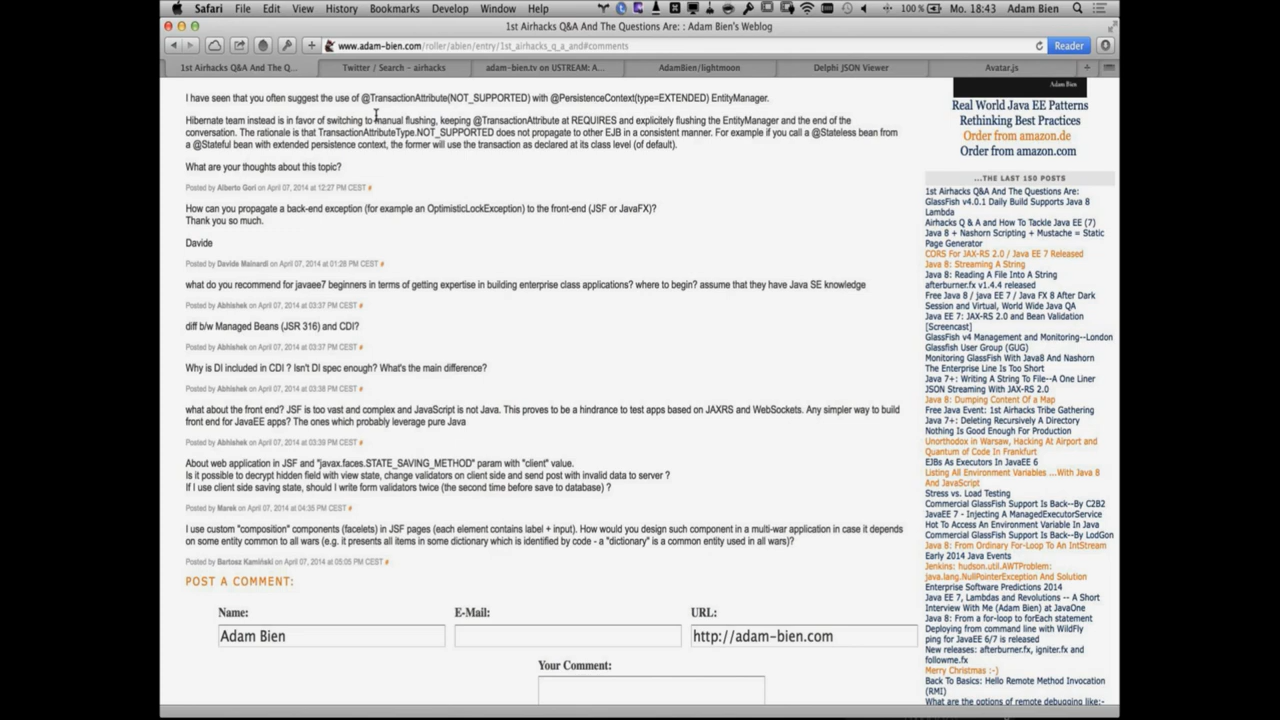 Safari File Edit View History Bookmarks Develop Window Help 100 % Mo. 18:43 Adam Bien
1st Airhacks Q&A And The Questions Are: : Adam Bien's Weblog
www.adam-bien.com/roller/abien/entry/1st_airhacks_q_a_and#comments Reader
1st Airhacks Q&A And The Q... Twitter / Search - airhacks adam-bien.tv on USTREAM: A... AdamBien/lightmoon Delphi JSON Viewer Avatar.js
I have seen that you often suggest the use of @TransactionAttribute(NOT_SUPPORTED) with @PersistenceContext(type=EXTENDED) EntityManager.
Hibernate team instead is in favor of switching to manual flushing, keeping @TransactionAttribute at REQUIRES and explicitly flushing the EntityManager and the end of the
conversation. The rationale is that TransactionAttributeType.NOT_SUPPORTED does not propagate to other EJB in a consistent manner. For example if you call a @Stateless bean from
a @Stateful bean with extended persistence context, the former will use the transaction as declared at its class level (of default).
What are your thoughts about this topic?
Posted by Alberto Gori on April 07, 2014 at 12:27 PM CEST #
How can you propagate a back-end exception (for example an OptimisticLockException) to the front-end (JSF or JavaFX)?
Thank you so much.
Davide
Posted by Davide Mainardi on April 07, 2014 at 01:28 PM CEST #
what do you recommend for javaee7 beginners in terms of getting expertise in building enterprise class applications? where to begin? assume that they have Java SE knowledge
Posted by Abhishek on April 07, 2014 at 03:37 PM CEST #
diff b/w Managed Beans (JSR 316) and CDI?
Posted by Abhishek on April 07, 2014 at 03:37 PM CEST #
Why is DI included in CDI ? Isn't DI spec enough? What's the main difference?
Posted by Abhishek on April 07, 2014 at 03:38 PM CEST #
what about the front end? JSF is too vast and complex and JavaScript is not Java. This proves to be a hindrance to test apps based on JAXRS and WebSockets. Any simpler way to build
front end for JavaEE apps? The ones which probably leverage pure Java
Posted by Abhishek on April 07, 2014 at 03:39 PM CEST #
About web application in JSF and "javax.faces.STATE_SAVING_METHOD" param with "client" value.
Is it possible to decrypt hidden field with view state, change validators on client side and send post with invalid data to server ?
If I use client side saving state, should I write form validators twice (the second time before save to database) ?
Posted by Marek on April 07, 2014 at 04:35 PM CEST #
I use custom "composition" components (facelets) in JSF pages (each element contains label + input). How would you design such component in a multi-war application in case it depends
on some entity common to all wars (e.g. it presents all items in some dictionary which is identified by code - a "dictionary" is a common entity used in all wars)?
Posted by Bartosz Kamiński on April 07, 2014 at 05:05 PM CEST #
POST A COMMENT:
Name: E-Mail: URL:
Adam Bien http://adam-bien.com
Your Comment:
Adam Bien
Real World Java EE Patterns
Rethinking Best Practices
Order from amazon.de
Order from amazon.com
...THE LAST 150 POSTS
1st Airhacks Q&A And The Questions Are:
GlassFish v4.0.1 Daily Build Supports Java 8
Lambda
Airhacks Q & A and How To Tackle Java EE (7)
Java 8 + Nashorn Scripting + Mustache = Static
Page Generator
CORS For JAX-RS 2.0 / Java EE 7 Released
Java 8: Streaming A String
Java 8: Reading A File Into A String
afterburner.fx v1.4.4 released
Free Java 8 / java EE 7 / Java FX 8 After Dark
Session and Virtual, World Wide Java QA
Java EE 7: JAX-RS 2.0 and Bean Validation
[Screencast]
GlassFish v4 Management and Monitoring--London
Glassfish User Group (GUG)
Monitoring GlassFish With Java8 And Nashorn
The Enterprise Line Is Too Short
Java 7+: Writing A String To File--A One Liner
JSON Streaming With JAX-RS 2.0
Java 8: Dumping Content Of a Map
Free Java Event: 1st Airhacks Tribe Gathering
Java 7+: Deleting Recursively A Directory
Nothing Is Good Enough For Production
Unorthodox in Warsaw, Hacking At Airport and
Quantum of Code In Frankfurt
EJBs As Executors In JavaEE 6
Listing All Environment Variables ...With Java 8
And JavaScript
Stress vs. Load Testing
Commercial GlassFish Support Is Back--By C2B2
JavaEE 7 - Injecting A ManagedExecutorService
Hot To Access An Environment Variable In Java
Commercial GlassFish Support Is Back--By LodGon
Java 8: From Ordinary For-Loop To An IntStream
Early 2014 Java Events
Jenkins: hudson.util.AWTProblem:
java.lang.NullPointerException And Solution
Enterprise Software Predictions 2014
Java EE 7, Lambdas and Revolutions -- A Short
Interview With Me (Adam Bien) at JavaOne
Java 8: From a for-loop to forEach statement
Deploying from command line with WildFly
ping for JavaEE 6/7 is released
New releases: afterburner.fx, igniter.fx and
followme.fx
Merry Christmas :-)
Back To Basics: Hello Remote Method Invocation
(RMI)
What are the options of remote debugging like:-